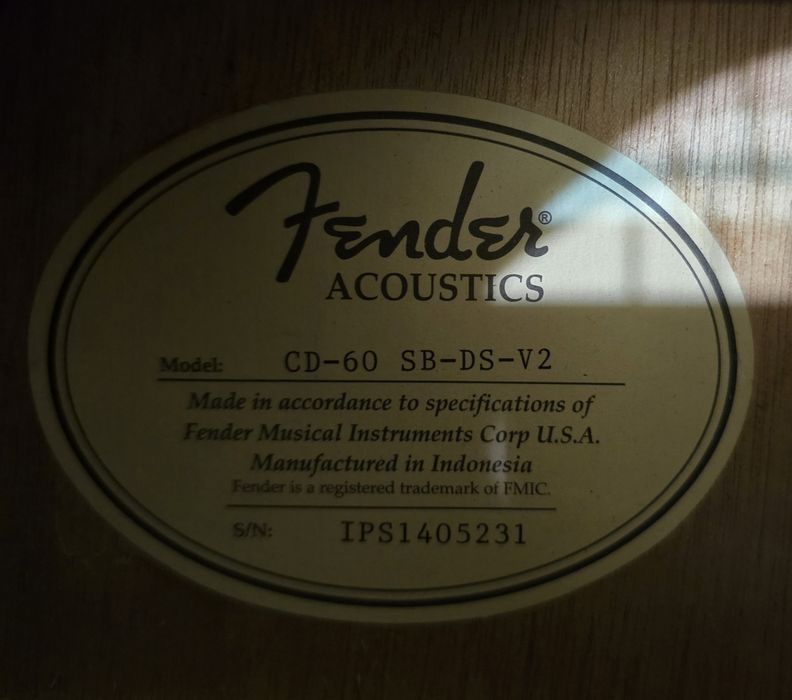 Fender®
ACOUSTICS
Model: CD-60 SB-DS-V2
Made in accordance to specifications of
Fender Musical Instruments Corp U.S.A.
Manufactured in Indonesia
Fender is a registered trademark of FMIC.
S/N: IPS1405231